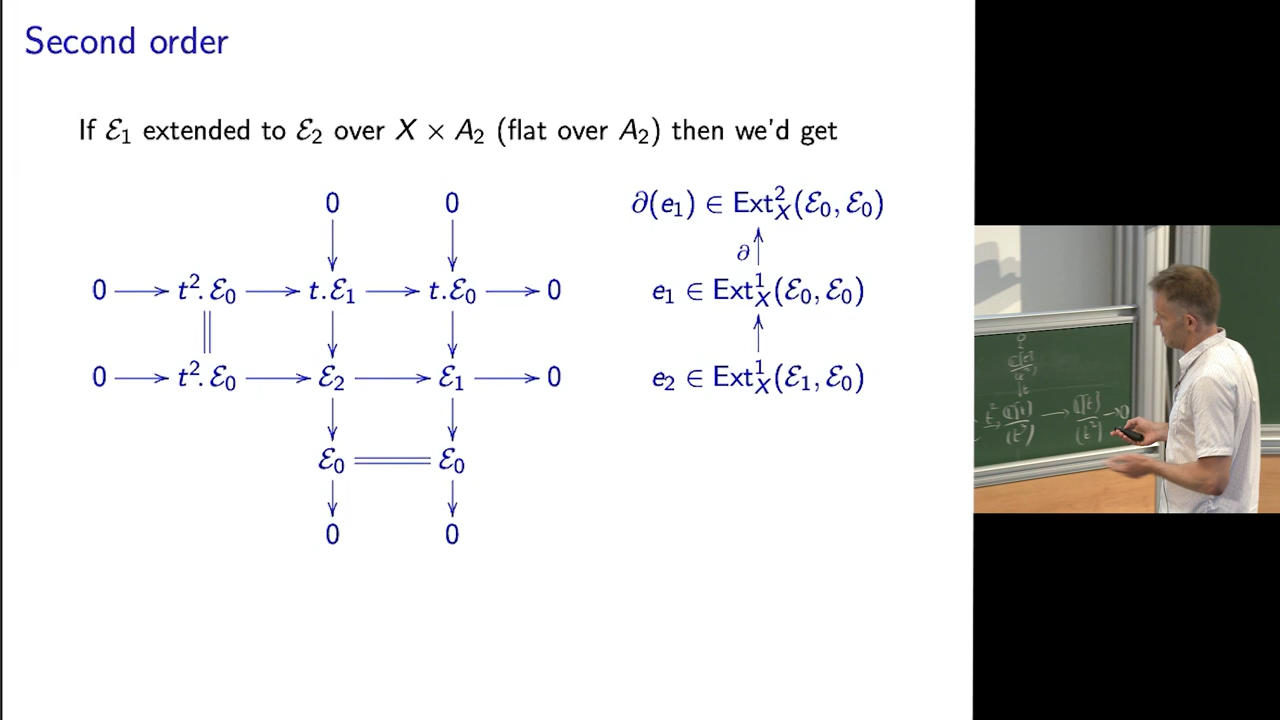 Second order
If ℰ₁ extended to ℰ₂ over X × A₂ (flat over A₂) then we'd get
0 0 ∂(e₁) ∈ Ext²_X(ℰ₀, ℰ₀)
∂
0 → t².ℰ₀ → t.ℰ₁ → t.ℰ₀ → 0 e₁ ∈ Ext¹_X(ℰ₀, ℰ₀)
0 → t².ℰ₀ → ℰ₂ → ℰ₁ → 0 e₂ ∈ Ext¹_X(ℰ₁, ℰ₀)
ℰ₀ = ℰ₀
0 0